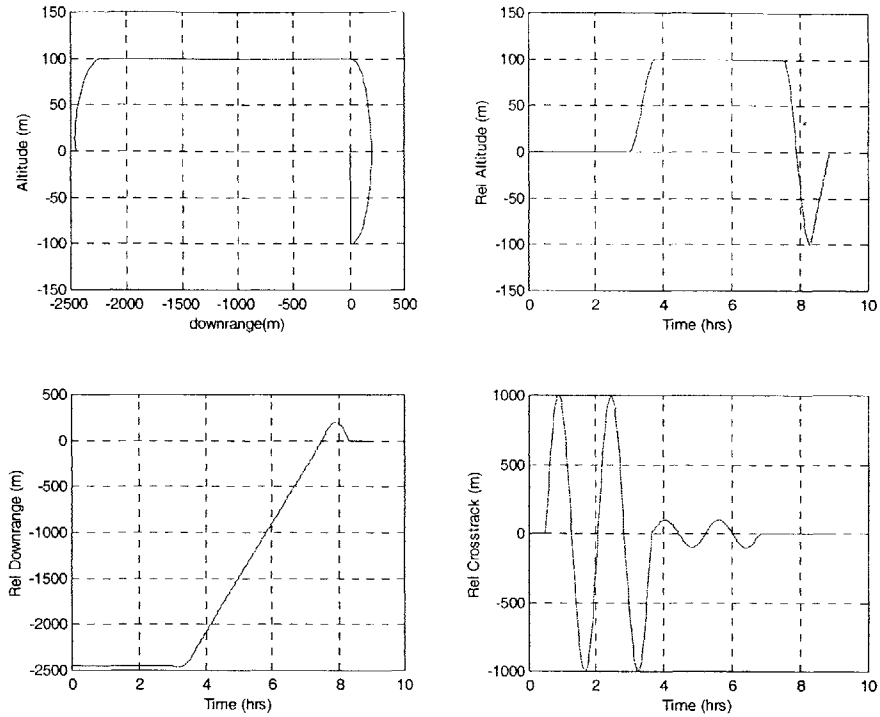 150
100
50
0
-50
-100
-150
Altitude (m)
-2500 -2000 -1500 -1000 -500 0 500
downrange(m)
150
100
50
0
-50
-100
-150
Rel Altitude (m)
0 2 4 6 8 10
Time (hrs)
500
0
-500
-1000
-1500
-2000
-2500
Rel Downrange (m)
0 2 4 6 8 10
Time (hrs)
1000
500
0
-500
-1000
Rel Crosstrack (m)
0 2 4 6 8 10
Time (hrs)